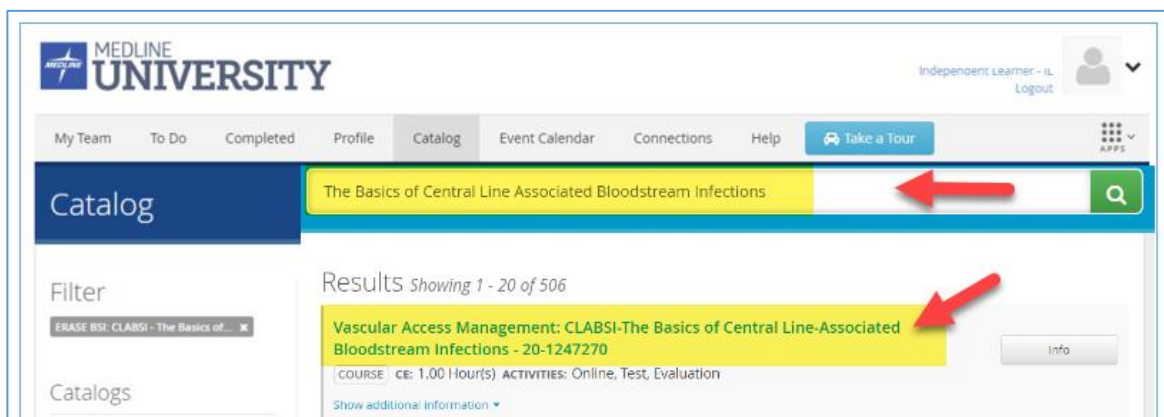 MEDLINE
MEDLINE
UNIVERSITY
Independent Learner - IL
Logout
My Team To Do Completed Profile Catalog Event Calendar Connections Help Take a Tour
APPS
Catalog
The Basics of Central Line Associated Bloodstream Infections
Filter
ERASE BSI: CLABSI - The Basics of... ✖
Catalogs
Results Showing 1 - 20 of 506
Vascular Access Management: CLABSI-The Basics of Central Line-Associated
Bloodstream Infections - 20-1247270
COURSE CE: 1.00 Hour(s) ACTIVITIES: Online, Test, Evaluation
Show additional information
Info